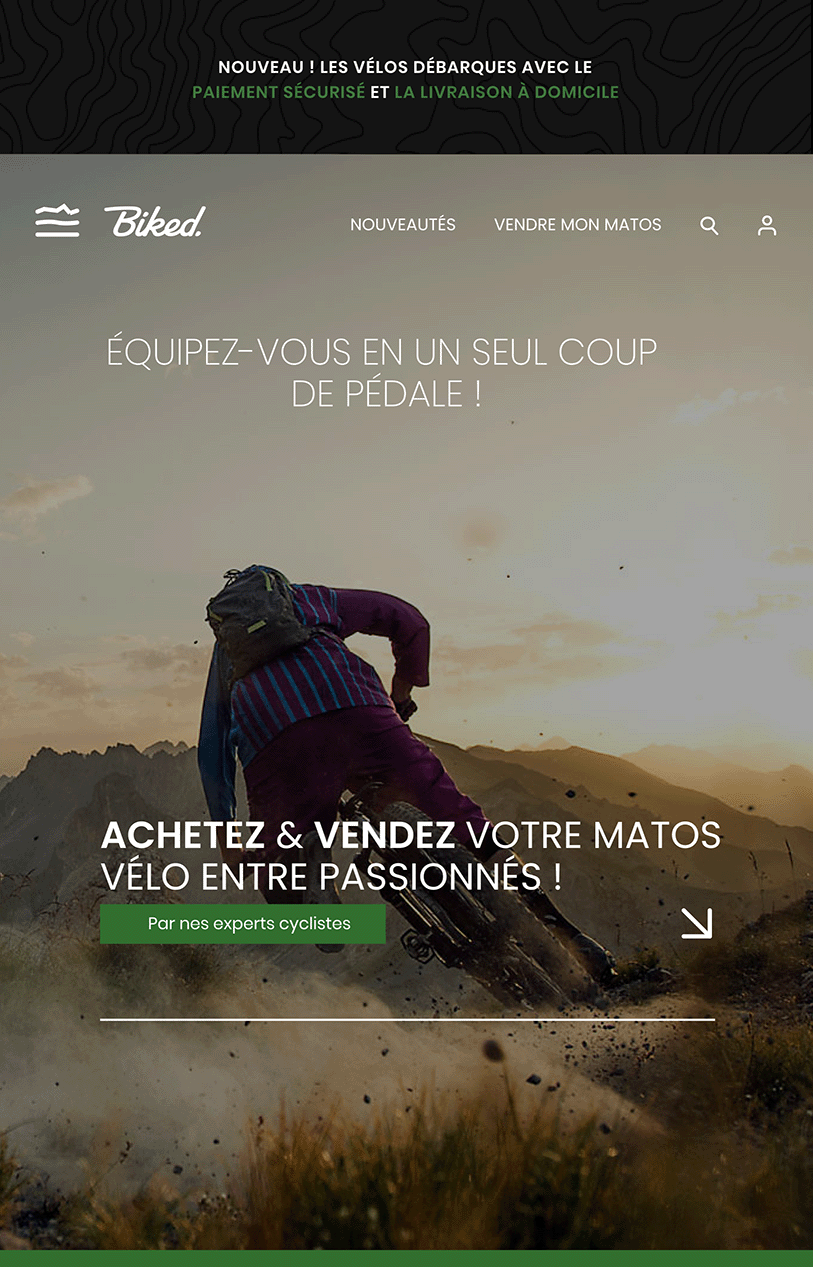 NOUVEAU ! LES VÉLOS DÉBARQUES AVEC LE
PAIEMENT SÉCURISÉ ET LA LIVRAISON À DOMICILE
Biked.
NOUVEAUTÉS
VENDRE MON MATOS
ÉQUIPEZ-VOUS EN UN SEUL COUP
DE PÉDALE !
ACHETEZ & VENDEZ VOTRE MATOS
VÉLO ENTRE PASSIONNÉS !
Par nes experts cyclistes